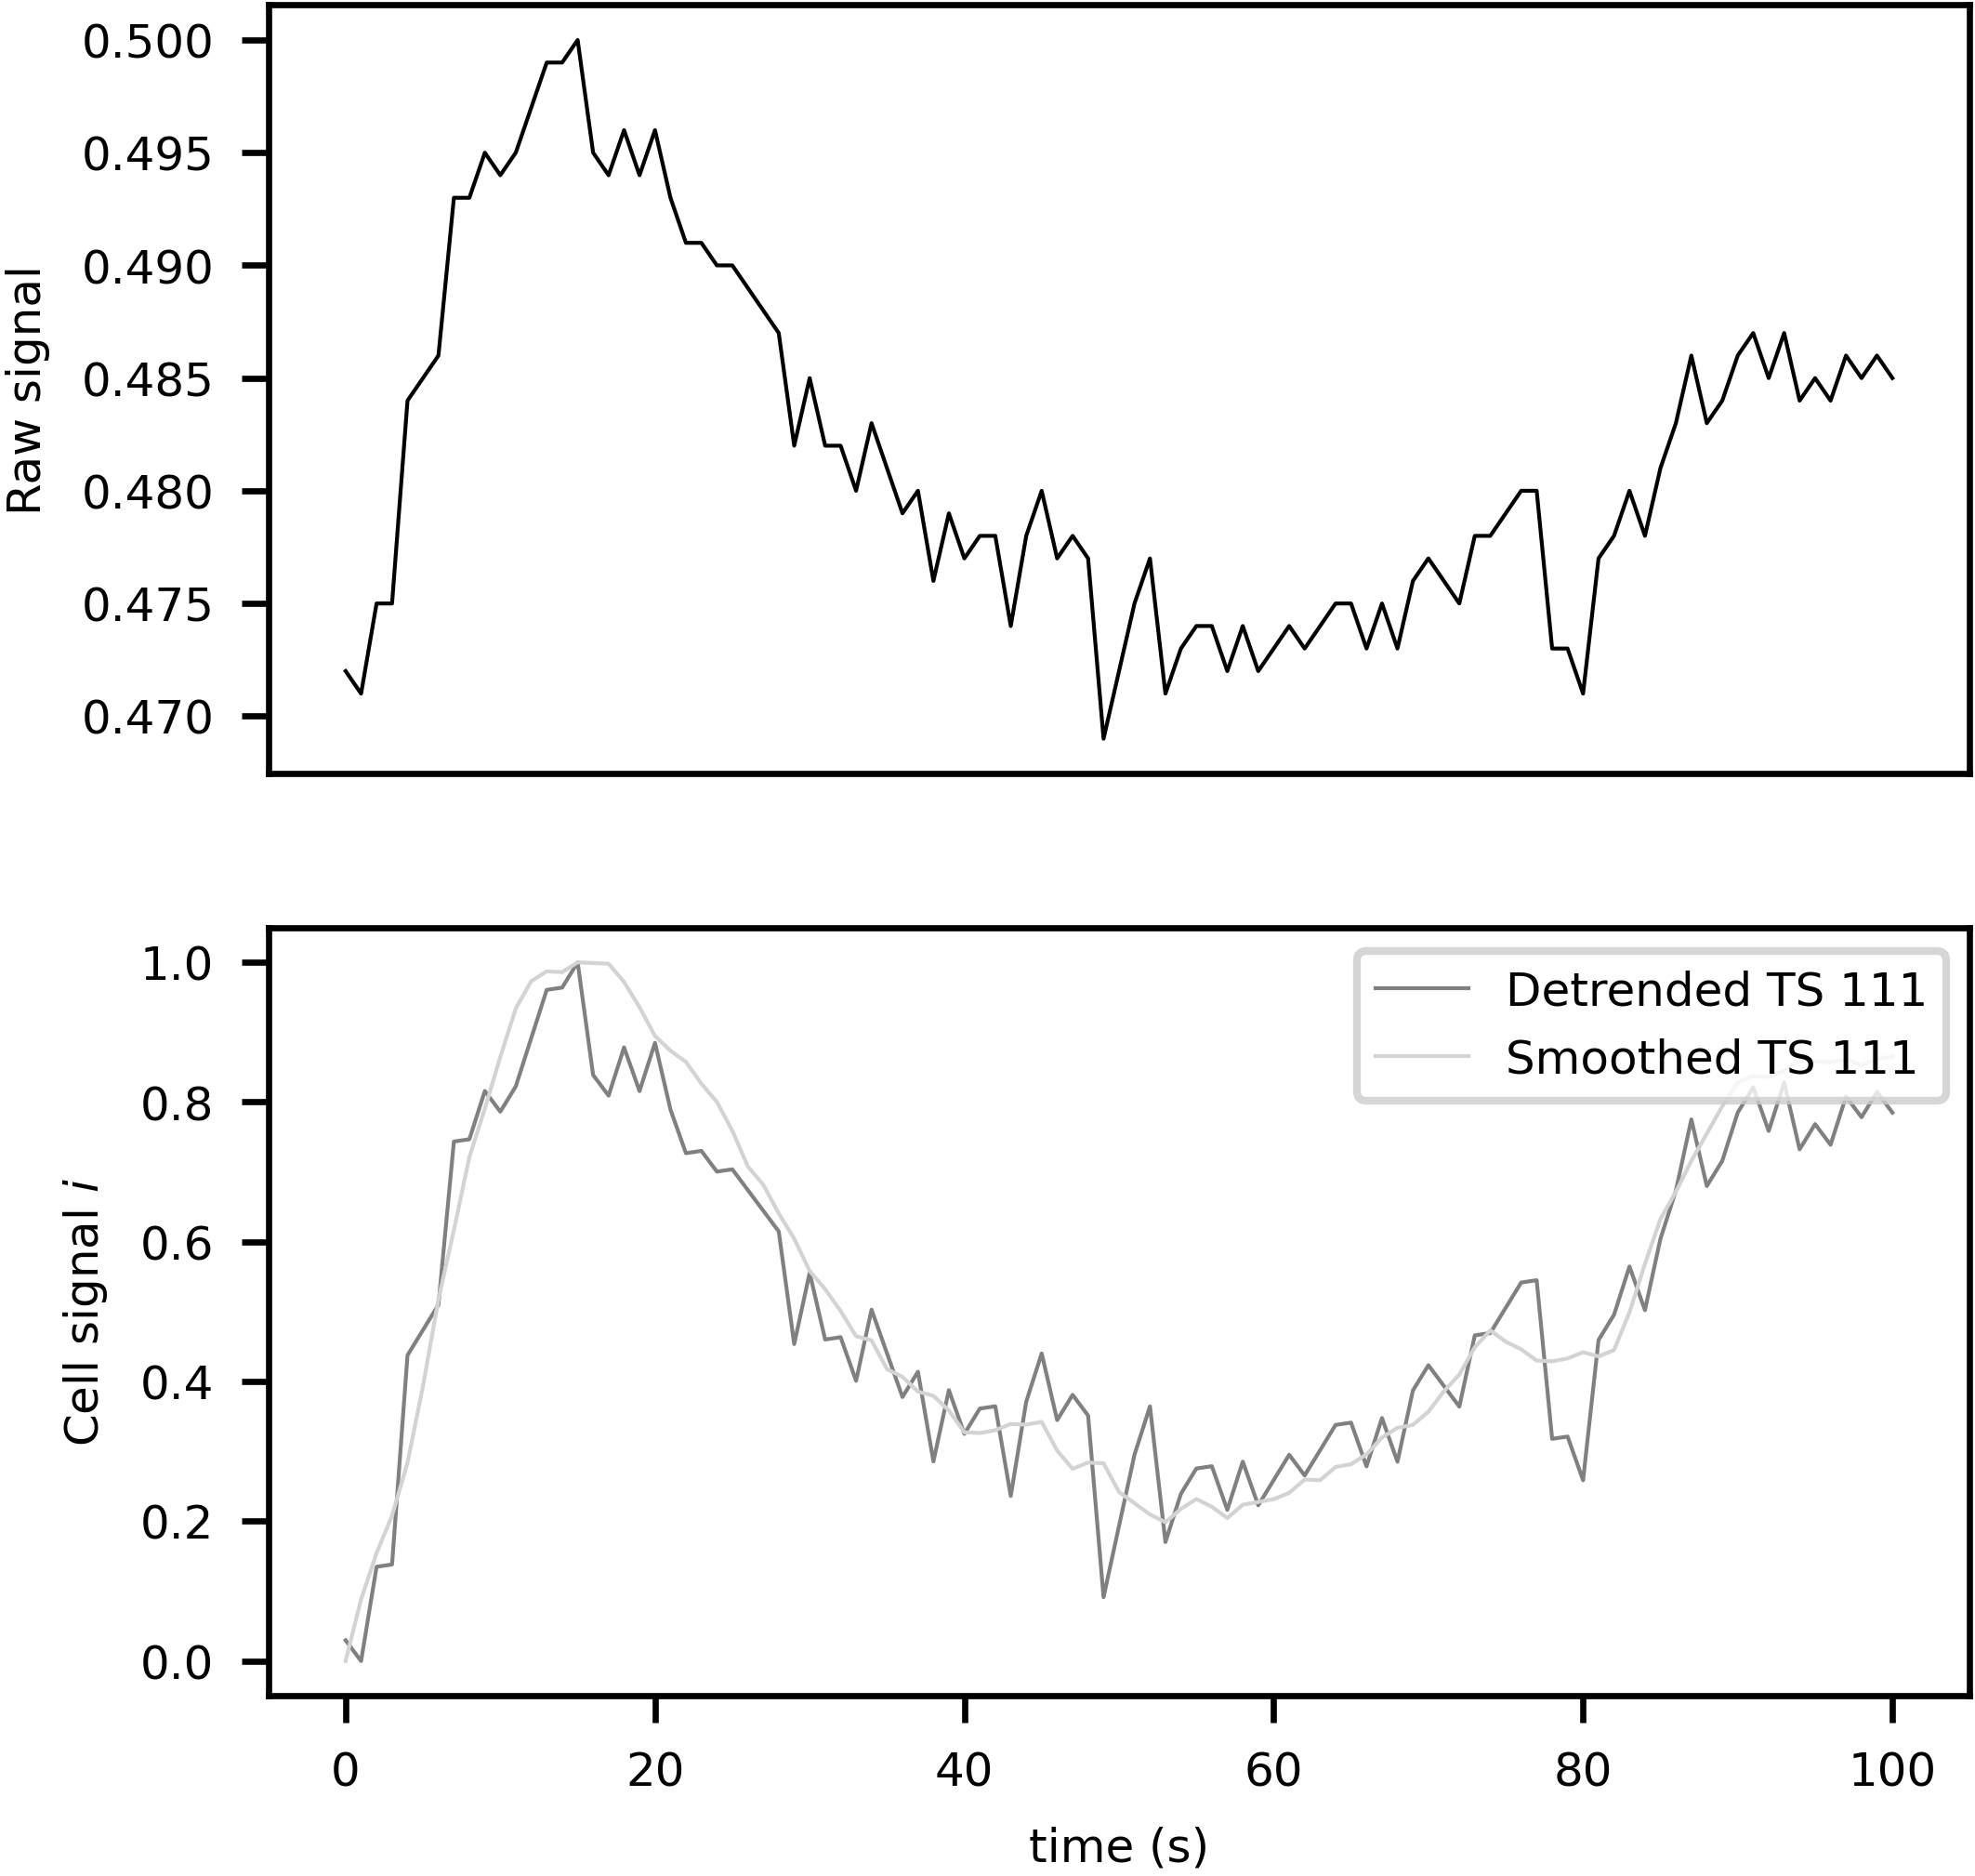 0.500
0.495
0.490
0.485
0.480
0.475
0.470
Raw signal
1.0
0.8
0.6
0.4
0.2
0.0
Cell signal i
Detrended TS 111
Smoothed TS 111
0 20 40 60 80 100
time (s)